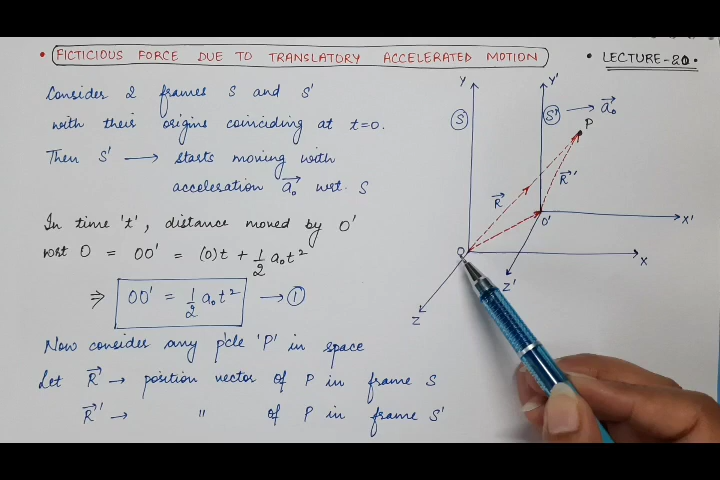 • FICTICIOUS FORCE DUE TO TRANSLATORY ACCELERATED MOTION
• LECTURE-20.
Consider 2 frames S and S'
with their origins coinciding at t=0.
Then S' → starts moving with
acceleration a₀→ wrt. S
In time 't', distance moved by O'
wrt O = OO' = (0)t + 1/2 a₀t²
⇒ OO' = 1/2 a₀t² → ①
Now consider any p'cle 'P' in space
Let R→ → position vector of P in frame S
R→' → " of P in frame S'
Y
Y'
S
S'
→ a₀→
P
R→
R→'
O'
X'
O
X
Z'
Z